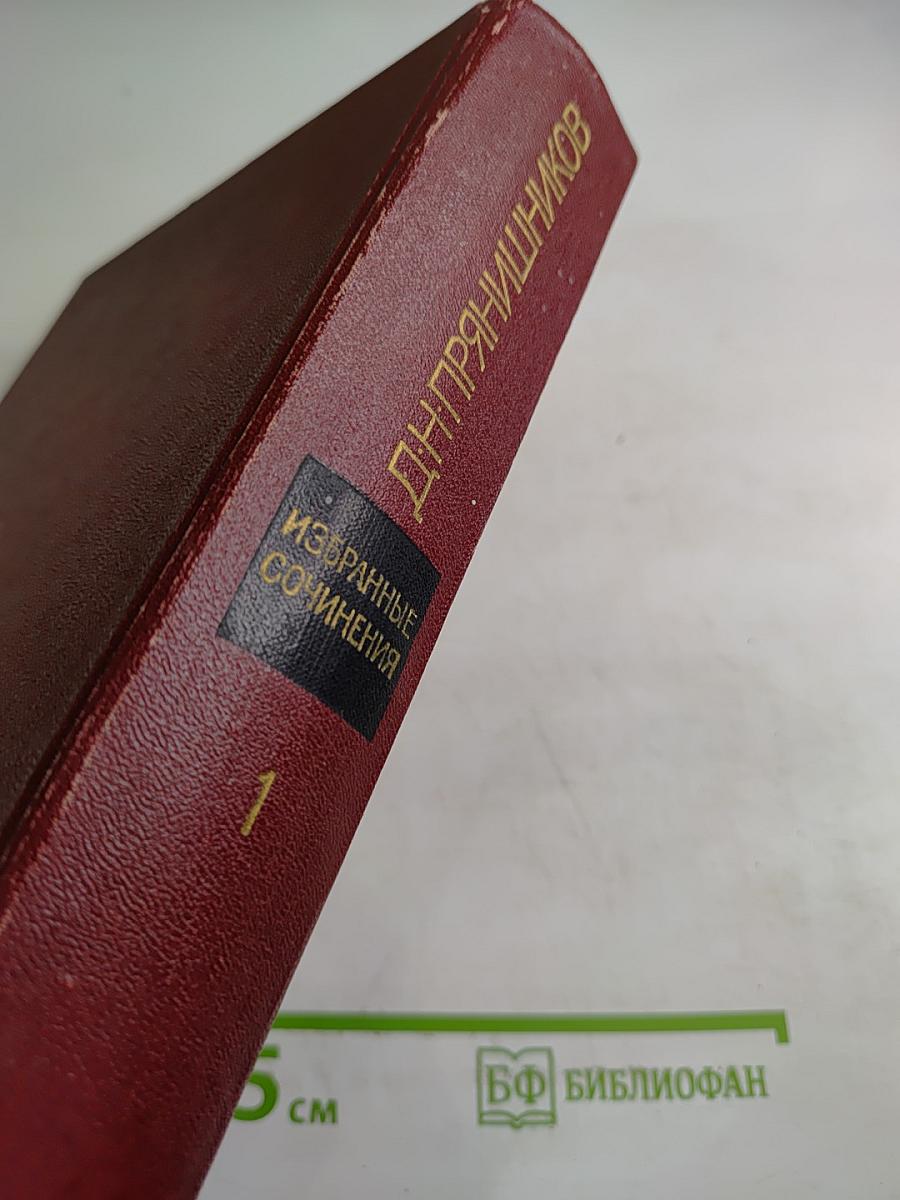 Д·Н·ПРЯНИШНИКОВ
ИЗБРАННЫЕ
СОЧИНЕНИЯ
1
5 см
БФ БИБЛИОФАН